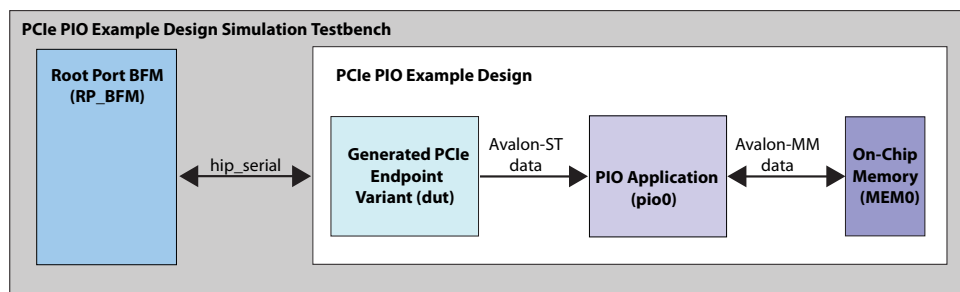 PCIe PIO Example Design Simulation Testbench
Root Port BFM
(RP_BFM)
hip_serial
PCIe PIO Example Design
Generated PCIe
Endpoint
Variant (dut)
Avalon-ST
data
PIO Application
(pio0)
Avalon-MM
data
On-Chip
Memory
(MEM0)